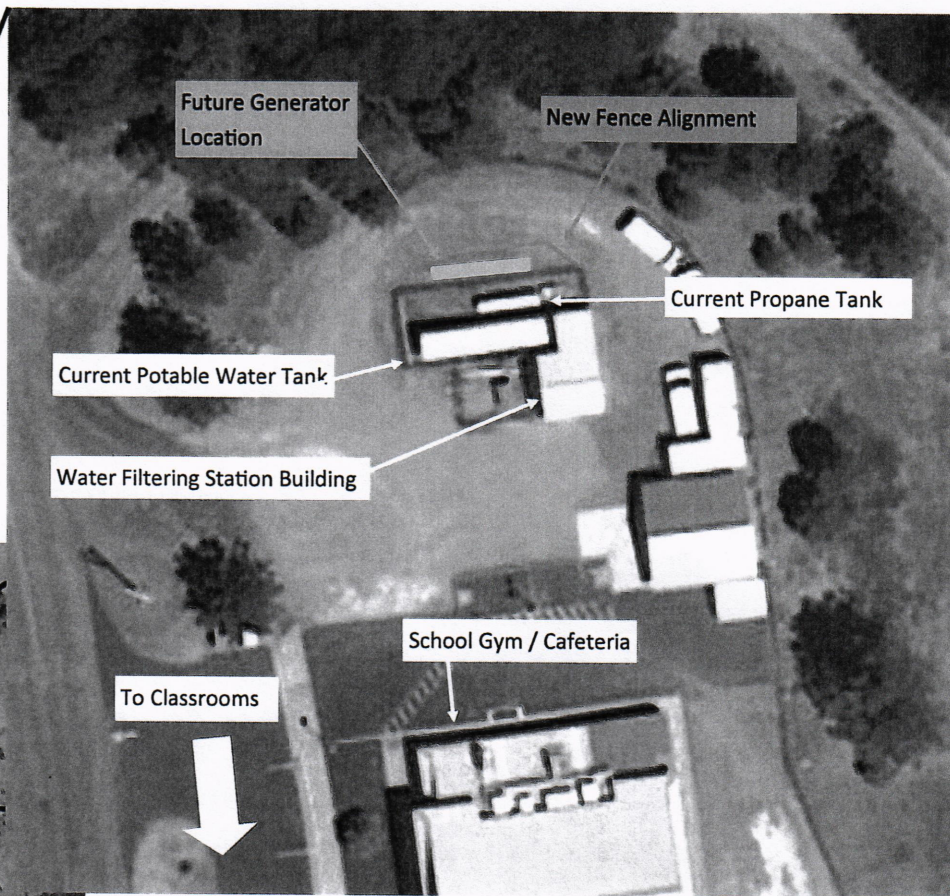 Future Generator
Location
New Fence Alignment
Current Propane Tank
Current Potable Water Tank
Water Filtering Station Building
School Gym / Cafeteria
To Classrooms